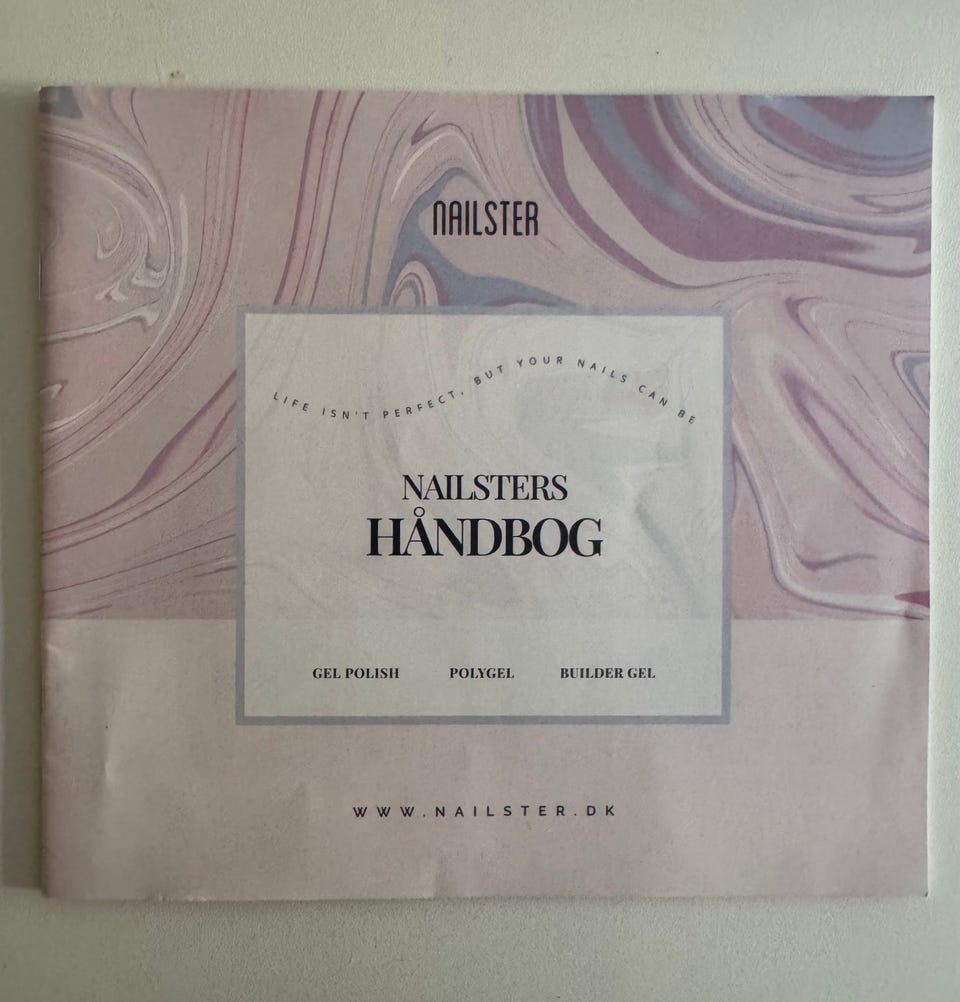 NAILSTER
LIFE ISN'T PERFECT, BUT YOUR NAILS CAN BE
NAILSTERS
HÅNDBOG
GEL POLISH POLYGEL BUILDER GEL
WWW.NAILSTER.DK